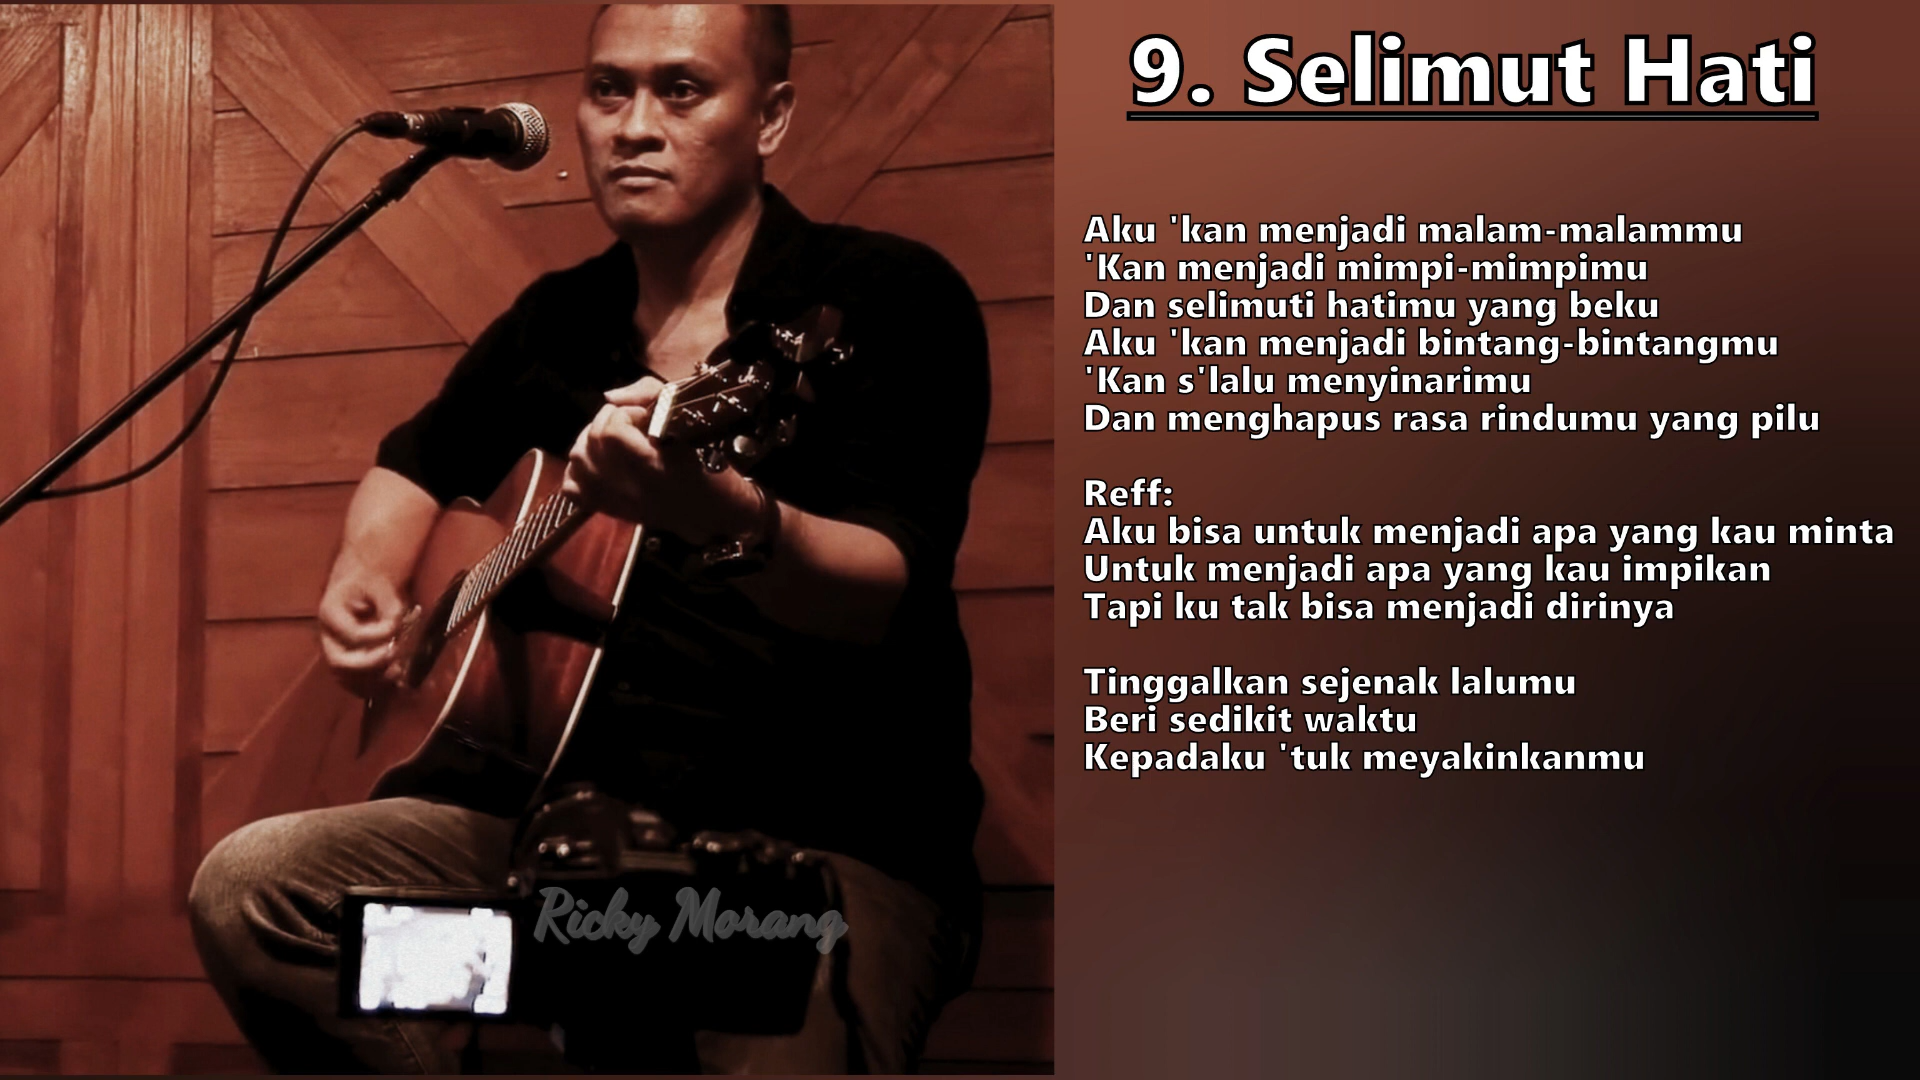 9. Selimut Hati
Aku 'kan menjadi malam-malammu
'Kan menjadi mimpi-mimpimu
Dan selimuti hatimu yang beku
Aku 'kan menjadi bintang-bintangmu
'Kan s'lalu menyinarimu
Dan menghapus rasa rindumu yang pilu
Reff:
Aku bisa untuk menjadi apa yang kau minta
Untuk menjadi apa yang kau impikan
Tapi ku tak bisa menjadi dirinya
Tinggalkan sejenak lalumu
Beri sedikit waktu
Kepadaku 'tuk meyakinkanmu
Ricky Morang